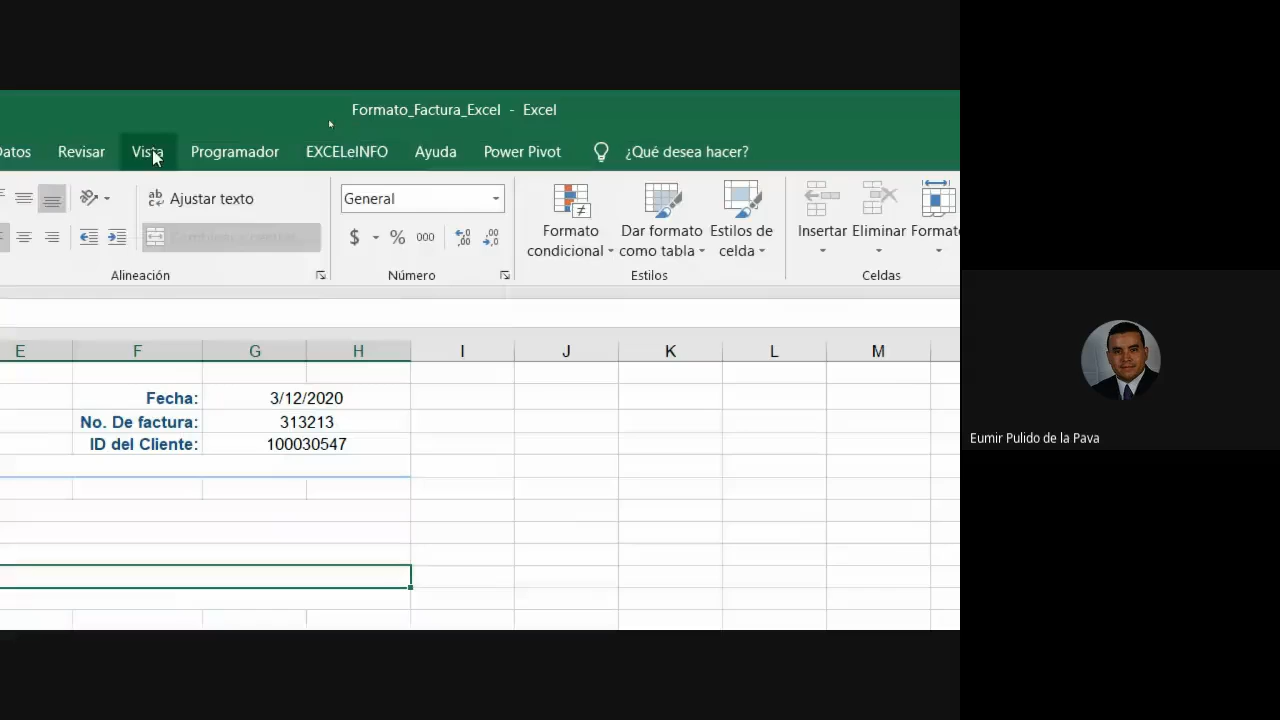 Formato_Factura_Excel - Excel
Datos Revisar Vista Programador EXCELeINFO Ayuda Power Pivot ¿Qué desea hacer?
ab Ajustar texto General Formato condicional Dar formato como tabla Estilos de celda Insertar Eliminar Formato
$ % 000
Alineación Número Estilos Celdas
E F G H I J K L M
Fecha: 3/12/2020
No. De factura: 313213
ID del Cliente: 100030547
Eumir Pulido de la Pava